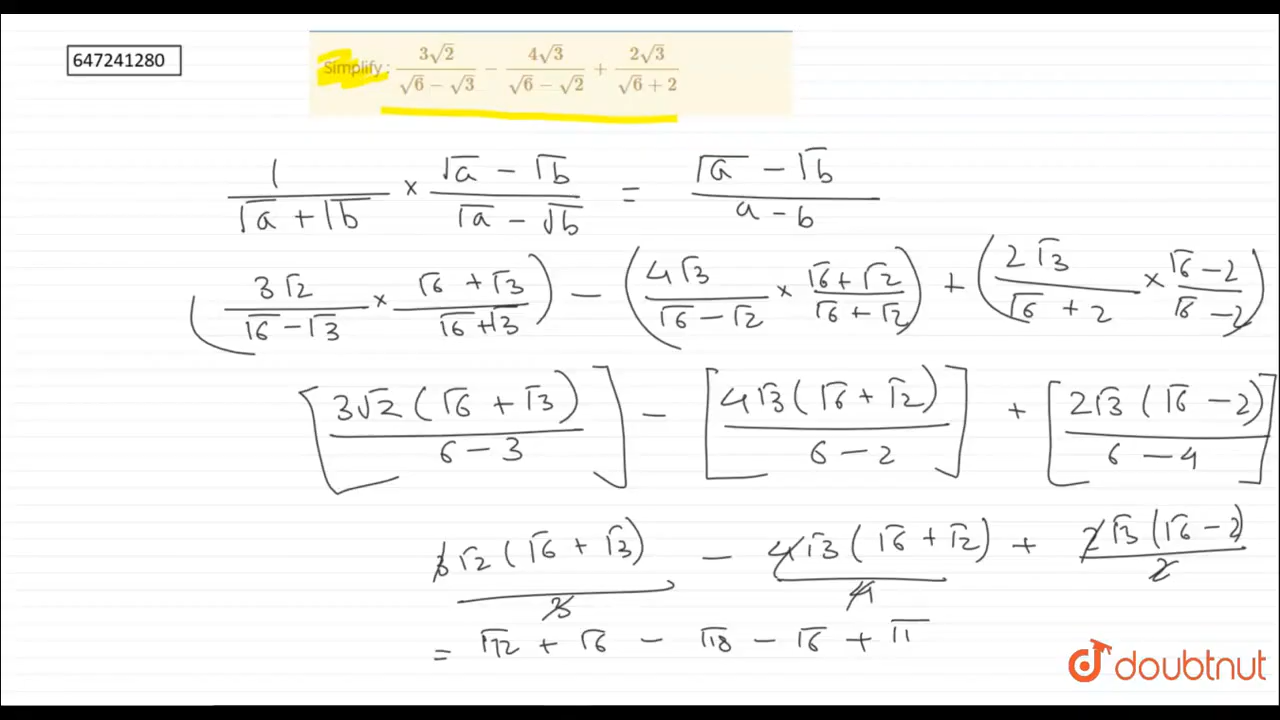 647241280
Simplify : 3√2/(√6 − √3) − 4√3/(√6 − √2) + 2√3/(√6 + 2)
1/(√a + √b) × (√a − √b)/(√a − √b) = (√a − √b)/(a − b)
(3√2/(√6 − √3) × (√6 + √3)/(√6 + √3)) − (4√3/(√6 − √2) × (√6 + √2)/(√6 + √2)) + (2√3/(√6 + 2) × (√6 − 2)/(√6 − 2))
[3√2(√6 + √3)/(6 − 3)] − [4√3(√6 + √2)/(6 − 2)] + [2√3(√6 − 2)/(6 − 4)]
3√2(√6 + √3)/3 − 4√3(√6 + √2)/4 + 2√3(√6 − 2)/2
= √12 + √6 − √18 − √6 + √1
doubtnut